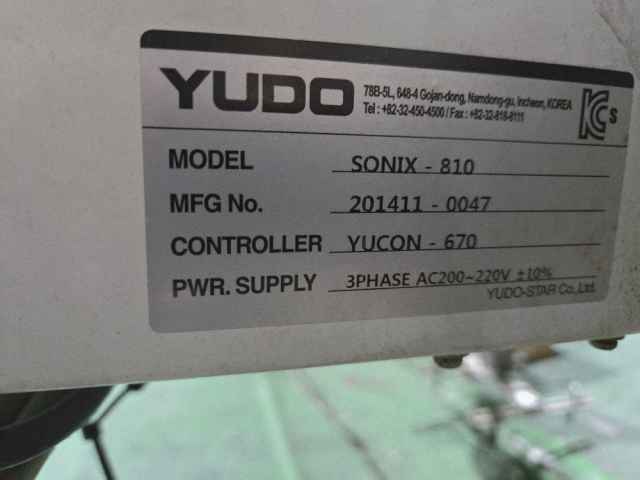 YUDO
78B-5L, 648-4 Gojan-dong, Namdong-gu, Incheon, KOREA
Tel : +82-32-450-4500 / Fax : +82-32-818-8111
KCs
MODEL SONIX - 810
MFG No. 201411 - 0047
CONTROLLER YUCON - 670
PWR. SUPPLY 3PHASE AC200~220V ±10%
YUDO-STAR Co., Ltd.